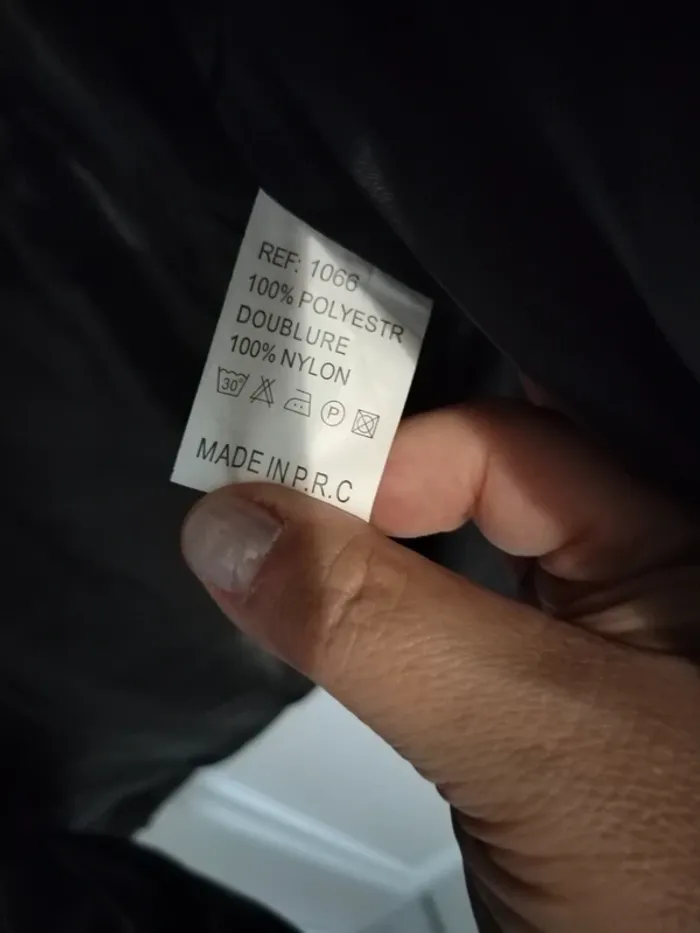 REF: 1066
100% POLYESTR
DOUBLURE
100% NYLON
30°
P
MADE IN P.R.C